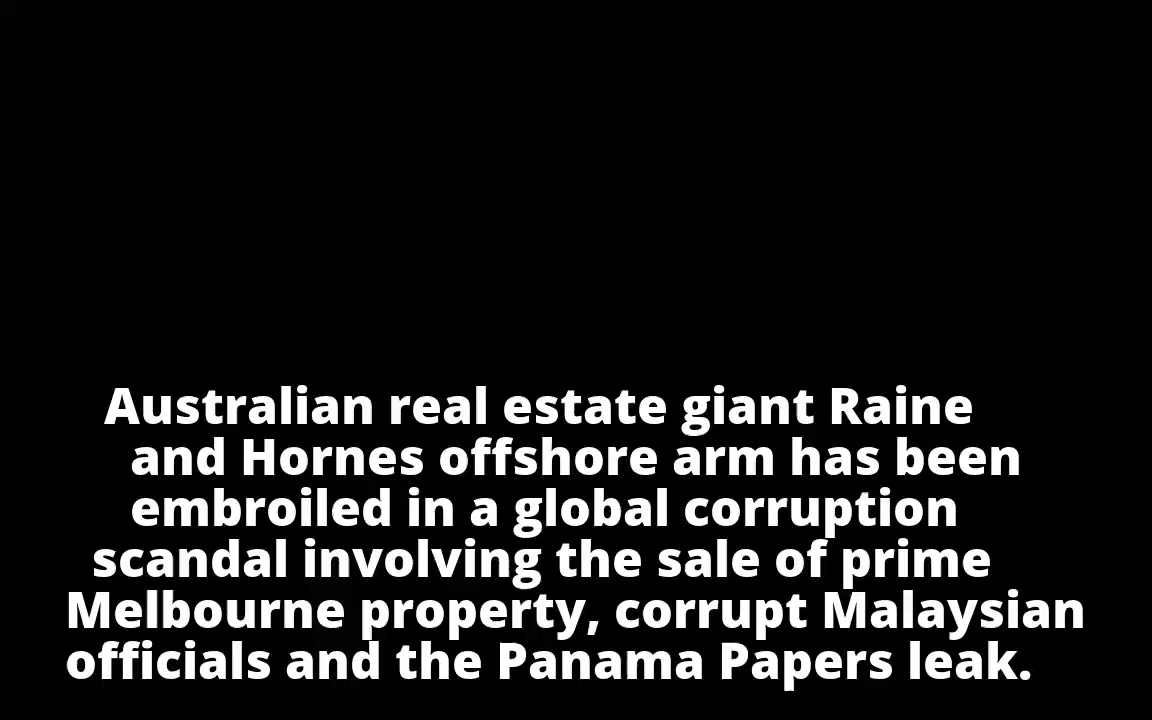 Australian real estate giant Raine
and Hornes offshore arm has been
embroiled in a global corruption
scandal involving the sale of prime
Melbourne property, corrupt Malaysian
officials and the Panama Papers leak.